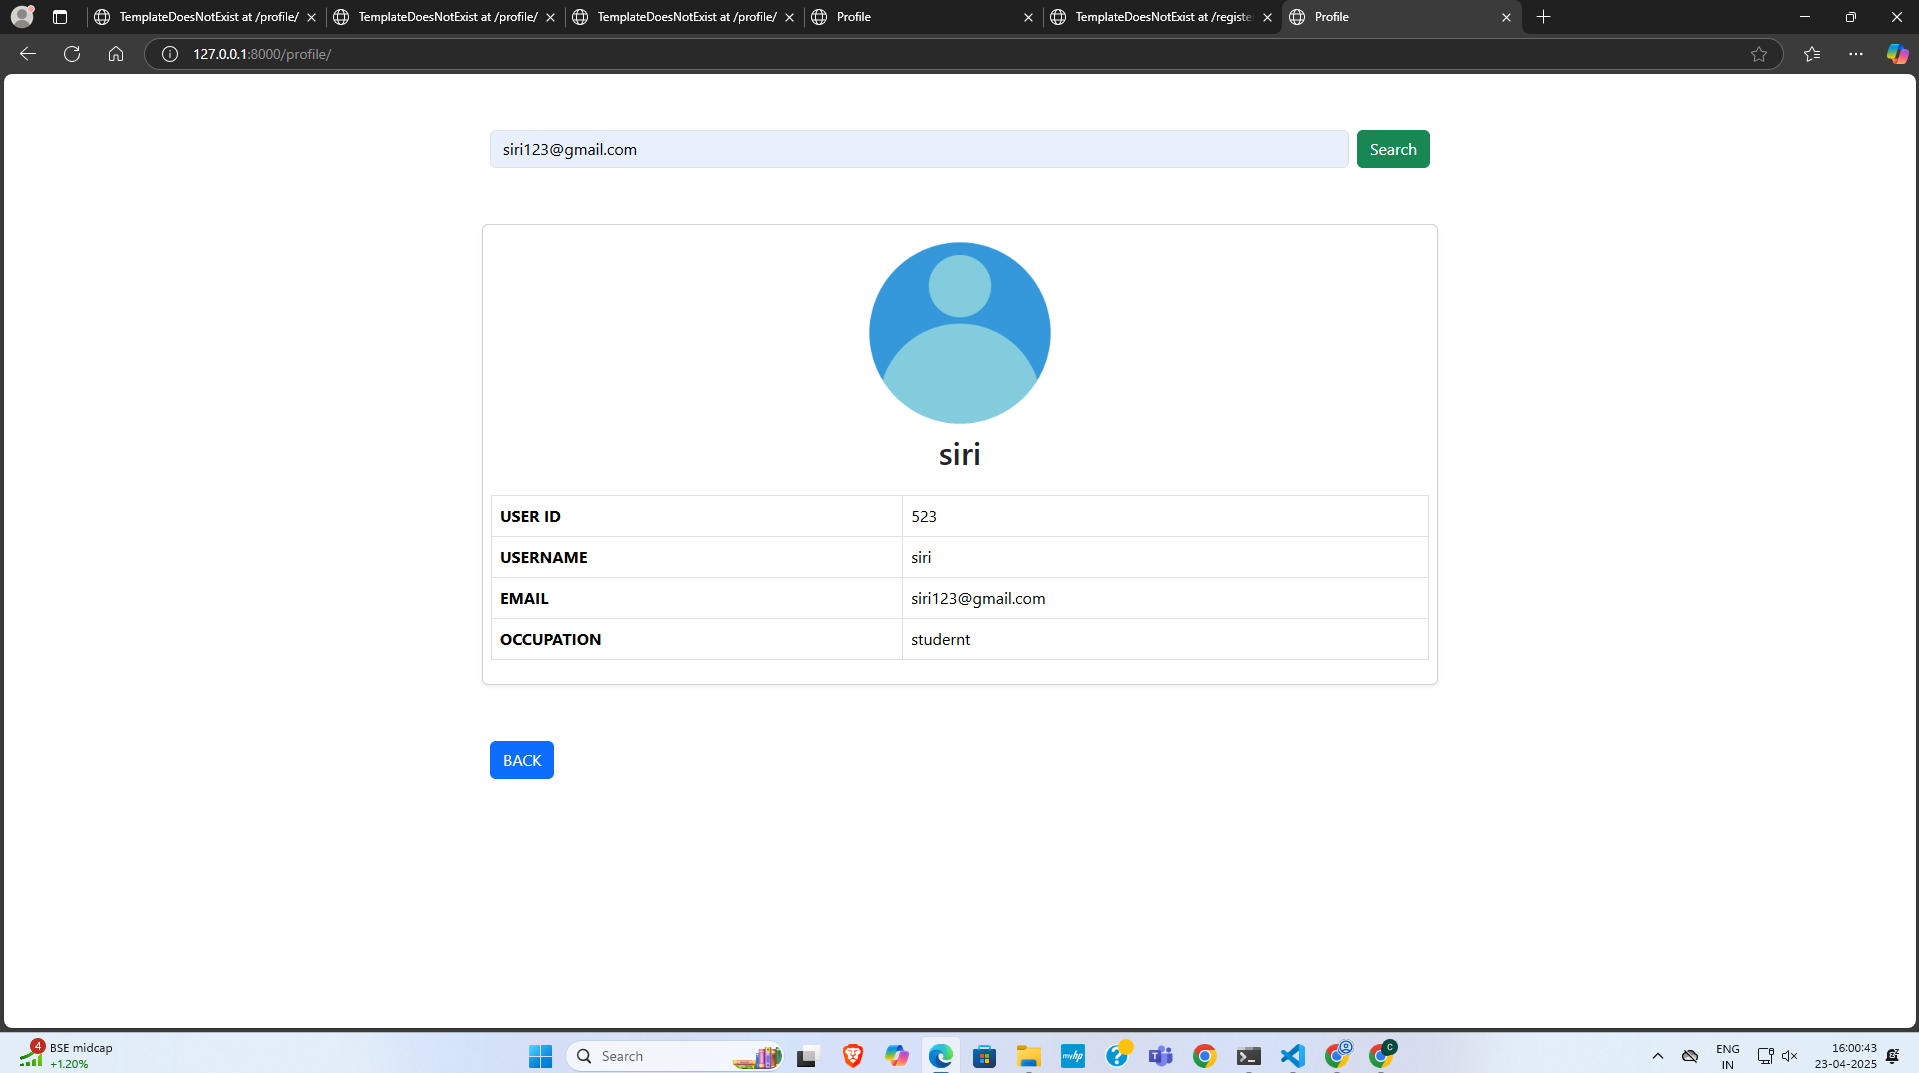 TemplateDoesNotExist at /profile/
TemplateDoesNotExist at /profile/
TemplateDoesNotExist at /profile/
Profile
TemplateDoesNotExist at /registe
Profile
127.0.0.1:8000/profile/
siri123@gmail.com
Search
siri
USER ID 523
USERNAME siri
EMAIL siri123@gmail.com
OCCUPATION studernt
BACK
4
BSE midcap
+1.20%
Search
myhp
C
ENG
IN
16:00:43
23-04-2025